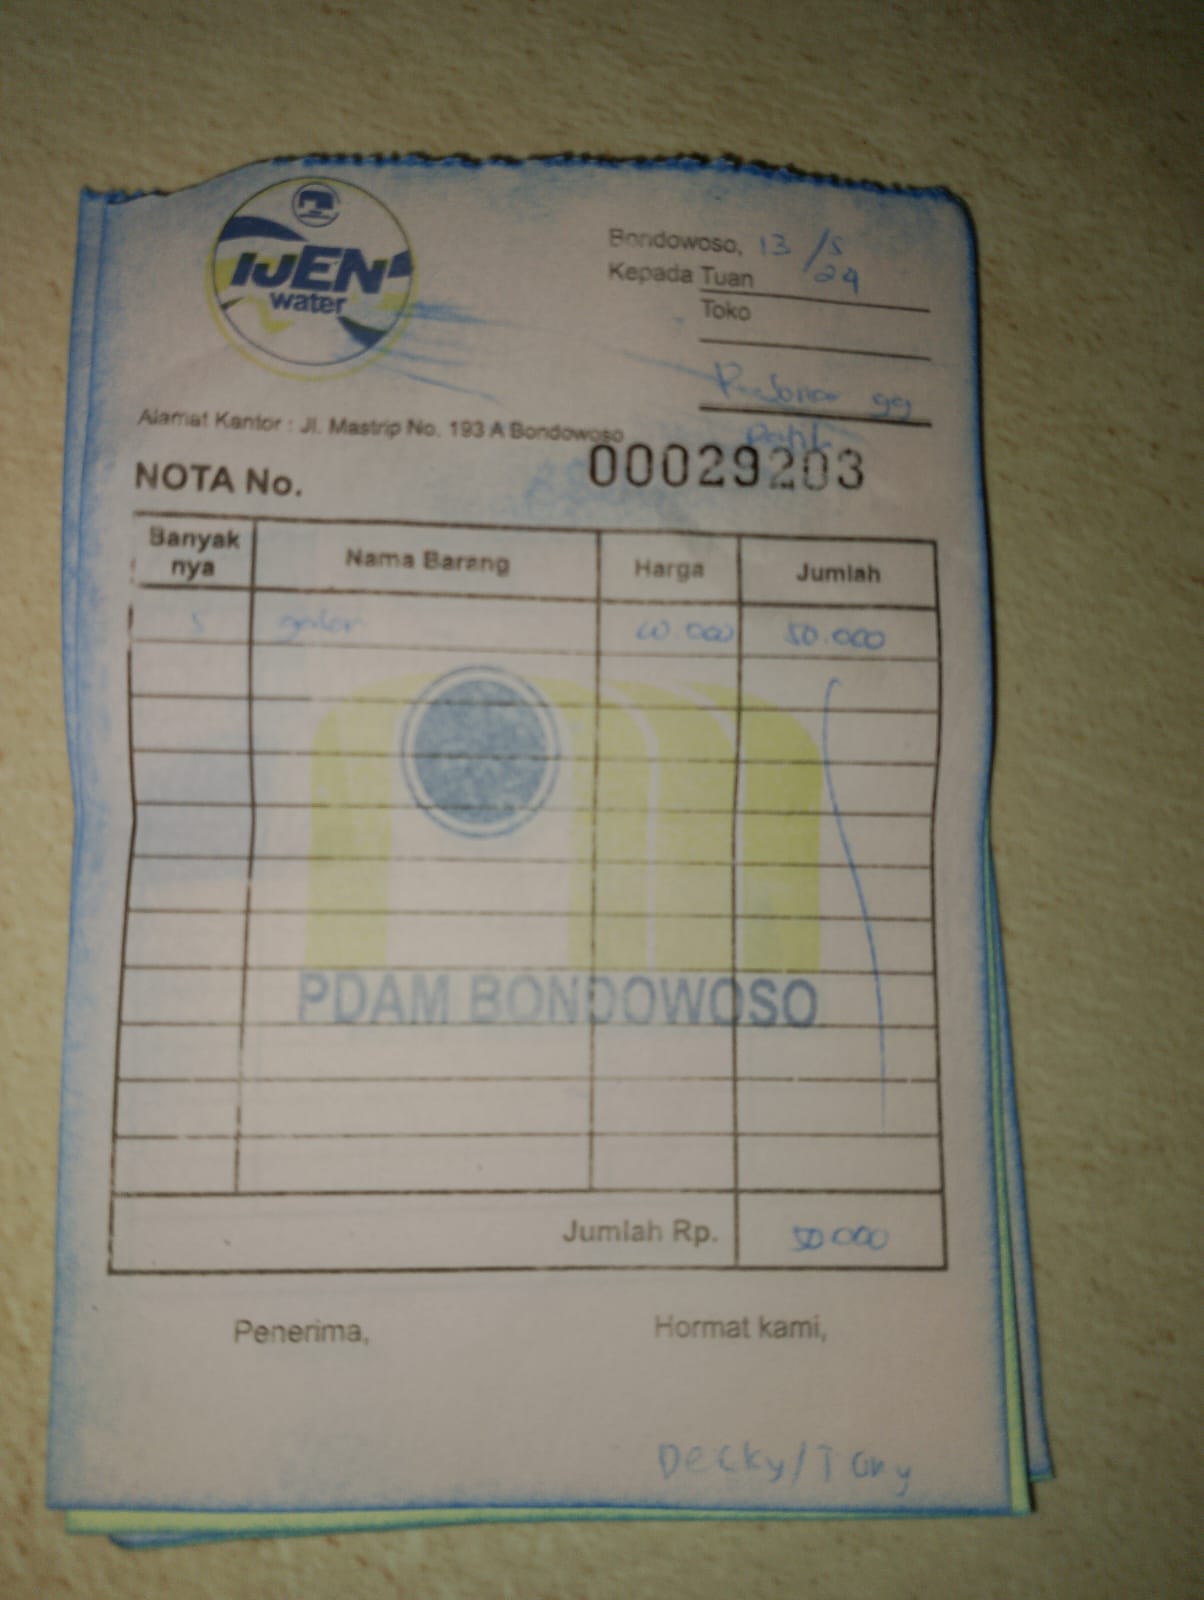 IJEN
water
Bondowoso, 13/5
Kepada Tuan 24
Toko
gg
Alamat Kantor : Jl. Mastrip No. 193 A Bondowoso
NOTA No. 00029203
Banyak nya Nama Barang Harga Jumlah
5 galon 10.000 50.000
PDAM BONDOWOSO
Jumlah Rp. 50.000
Penerima, Hormat kami,
Decky/Tony